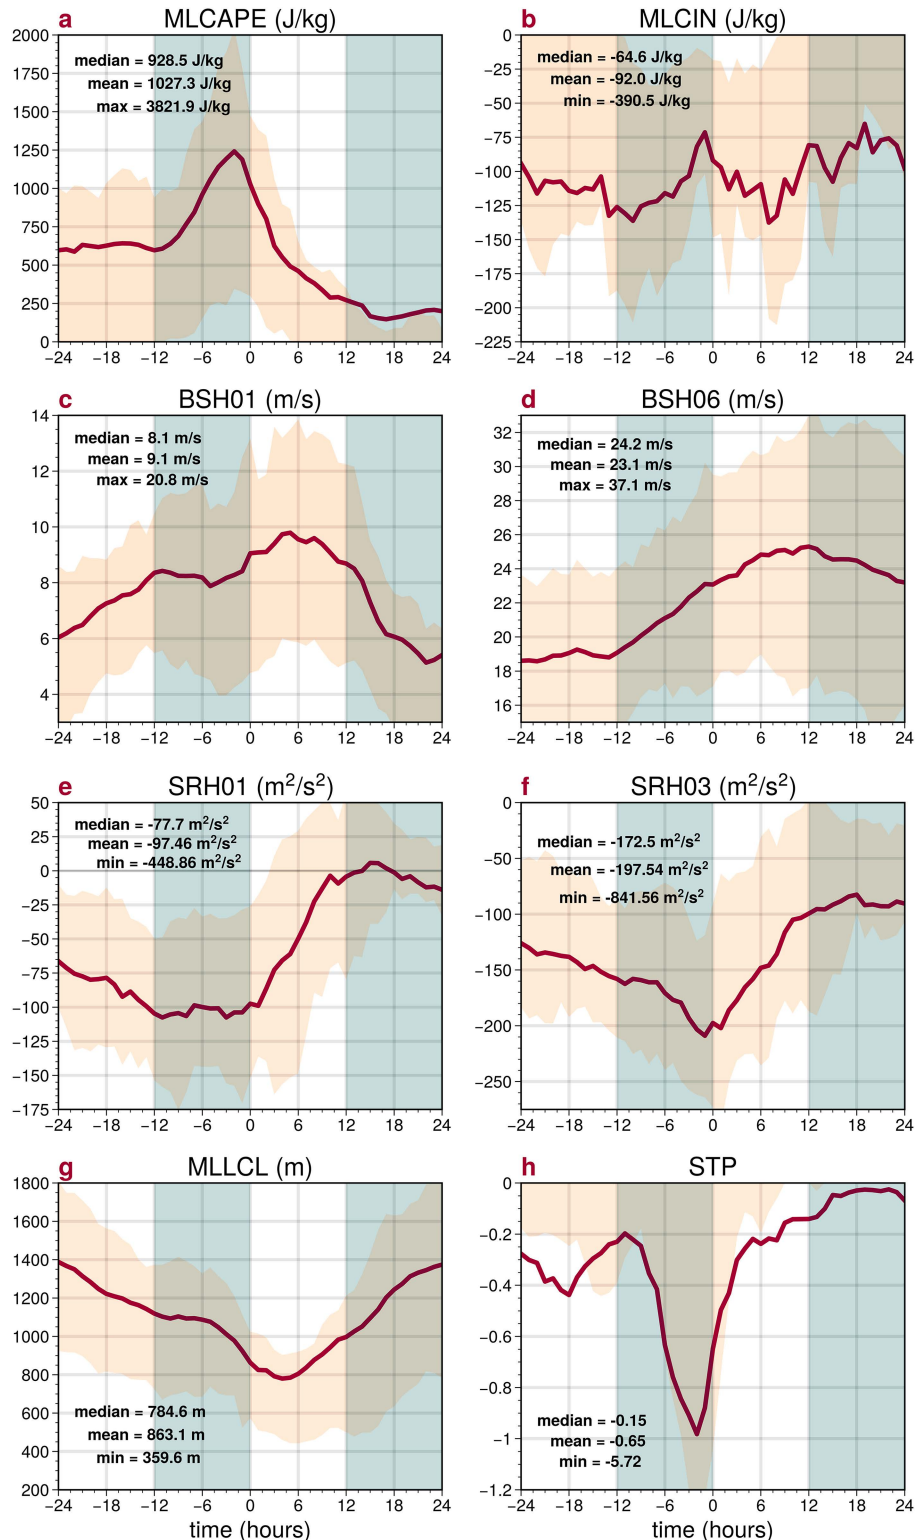 a MLCAPE (J/kg)
median = 928.5 J/kg
mean = 1027.3 J/kg
max = 3821.9 J/kg
2000
1750
1500
1250
1000
750
500
250
0
−24 −18 −12 −6 0 6 12 18 24
b MLCIN (J/kg)
median = -64.6 J/kg
mean = -92.0 J/kg
min = -390.5 J/kg
0
−25
−50
−75
−100
−125
−150
−175
−200
−225
−24 −18 −12 −6 0 6 12 18 24
c BSH01 (m/s)
median = 8.1 m/s
mean = 9.1 m/s
max = 20.8 m/s
14
12
10
8
6
4
−24 −18 −12 −6 0 6 12 18 24
d BSH06 (m/s)
median = 24.2 m/s
mean = 23.1 m/s
max = 37.1 m/s
32
30
28
26
24
22
20
18
16
−24 −18 −12 −6 0 6 12 18 24
e SRH01 (m²/s²)
median = -77.7 m²/s²
mean = -97.46 m²/s²
min = -448.86 m²/s²
50
25
0
−25
−50
−75
−100
−125
−150
−175
−24 −18 −12 −6 0 6 12 18 24
f SRH03 (m²/s²)
median = -172.5 m²/s²
mean = -197.54 m²/s²
min = -841.56 m²/s²
0
−50
−100
−150
−200
−250
−24 −18 −12 −6 0 6 12 18 24
g MLLCL (m)
median = 784.6 m
mean = 863.1 m
min = 359.6 m
1800
1600
1400
1200
1000
800
600
400
200
−24 −18 −12 −6 0 6 12 18 24
time (hours)
h STP
median = -0.15
mean = -0.65
min = -5.72
0
−0.2
−0.4
−0.6
−0.8
−1
−1.2
−24 −18 −12 −6 0 6 12 18 24
time (hours)